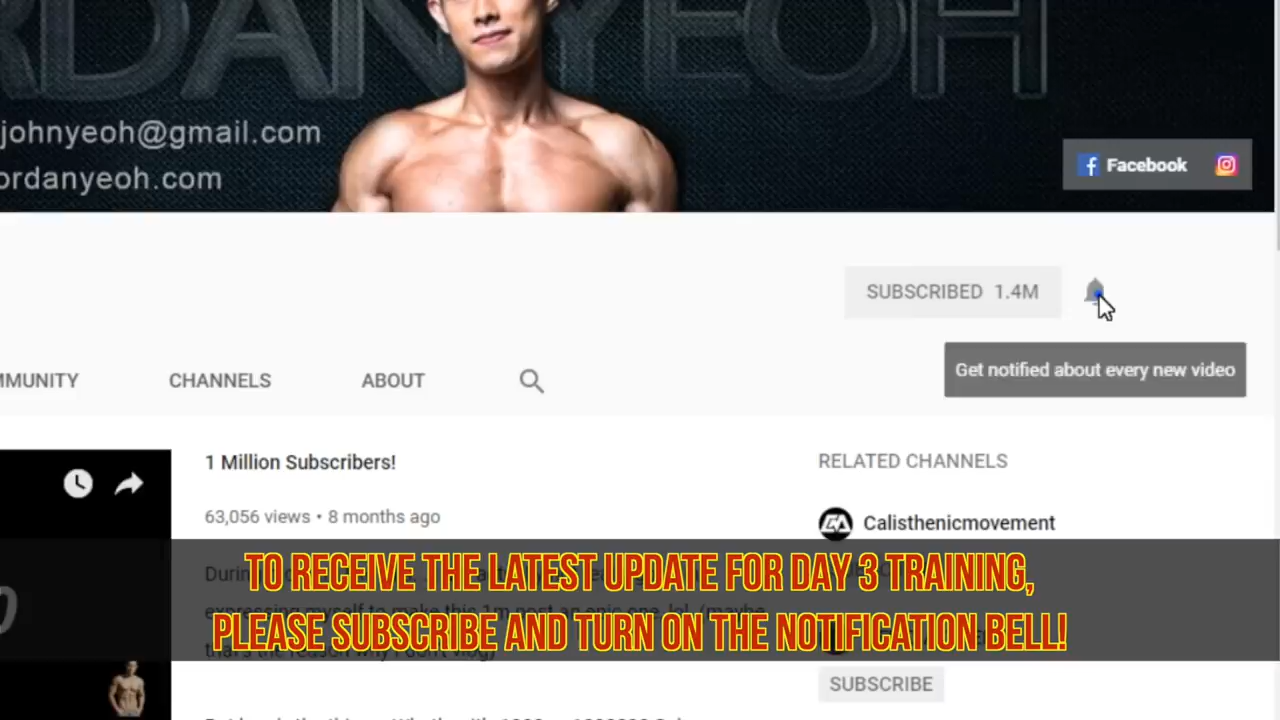 RDAN YEOH
johnyeoh@gmail.com
ordanyeoh.com
Facebook
SUBSCRIBED 1.4M
Get notified about every new video
MMUNITY CHANNELS ABOUT
1 Million Subscribers!
63,056 views • 8 months ago
RELATED CHANNELS
Calisthenicmovement
TO RECEIVE THE LATEST UPDATE FOR DAY 3 TRAINING,
PLEASE SUBSCRIBE AND TURN ON THE NOTIFICATION BELL!
SUBSCRIBE